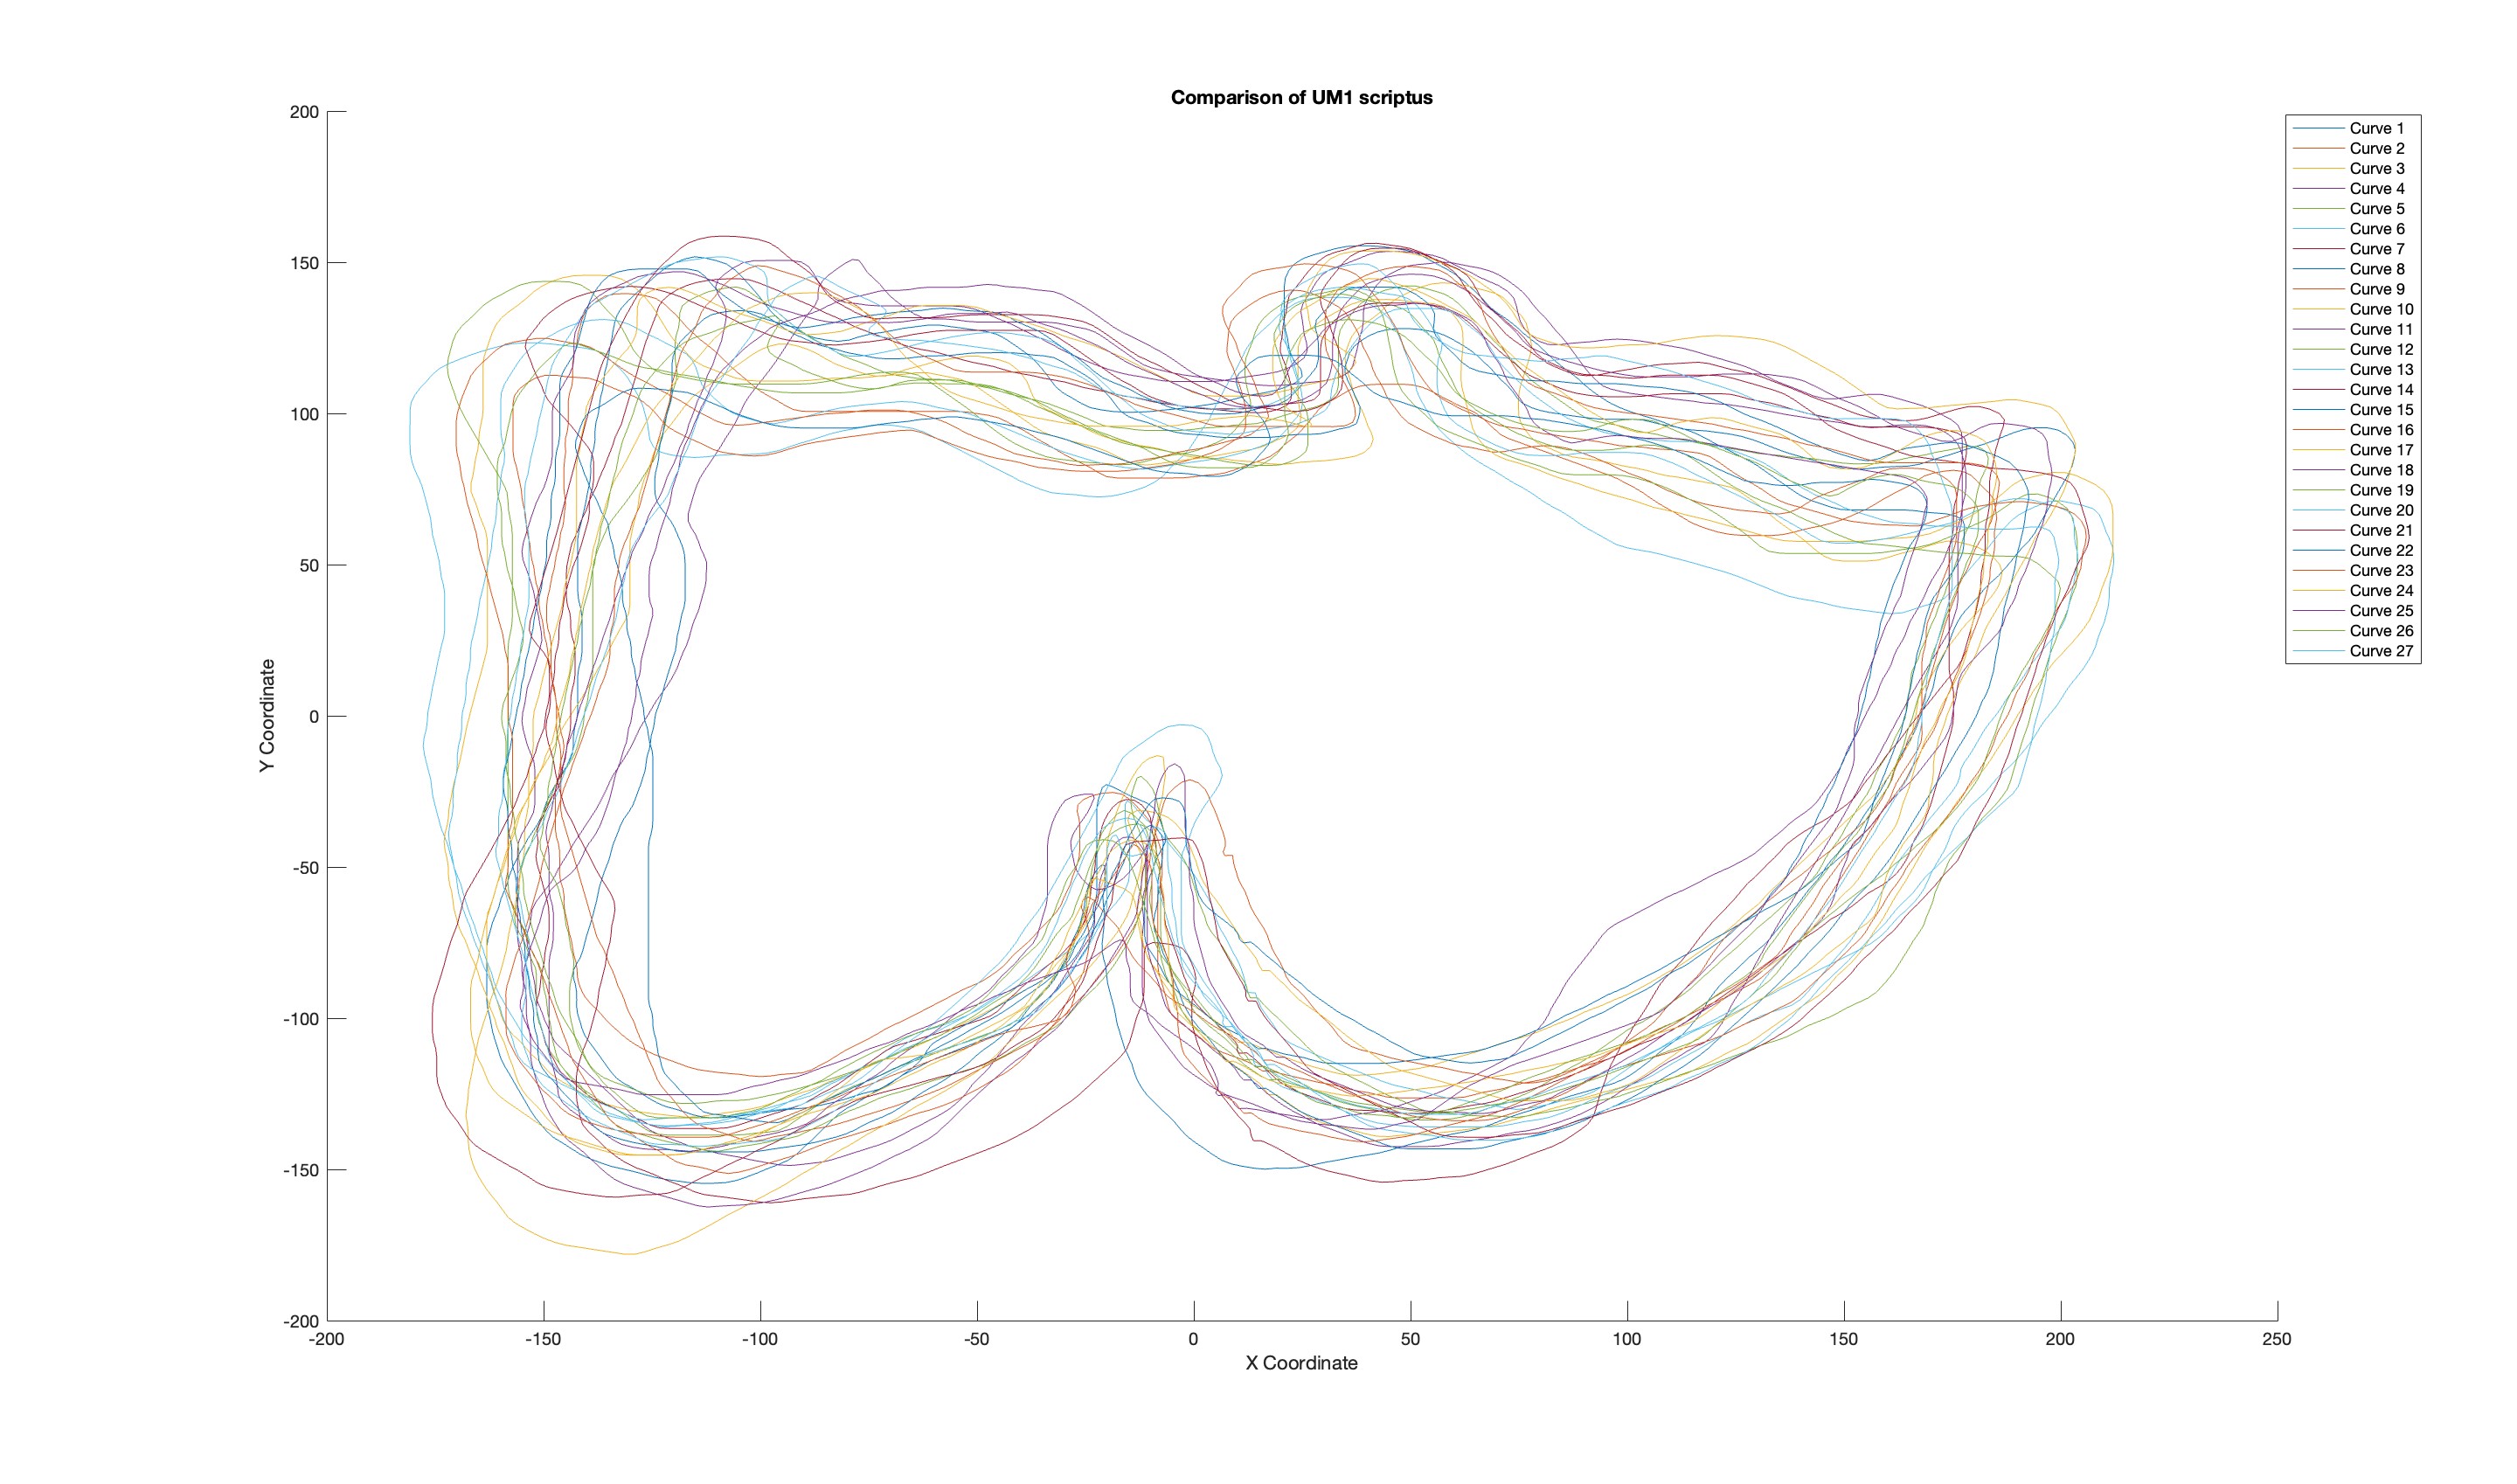 Comparison of UM1 scriptus
200
150
100
50
0
-50
-100
-150
-200
Y Coordinate
-200 -150 -100 -50 0 50 100 150 200 250
X Coordinate
Curve 1
Curve 2
Curve 3
Curve 4
Curve 5
Curve 6
Curve 7
Curve 8
Curve 9
Curve 10
Curve 11
Curve 12
Curve 13
Curve 14
Curve 15
Curve 16
Curve 17
Curve 18
Curve 19
Curve 20
Curve 21
Curve 22
Curve 23
Curve 24
Curve 25
Curve 26
Curve 27